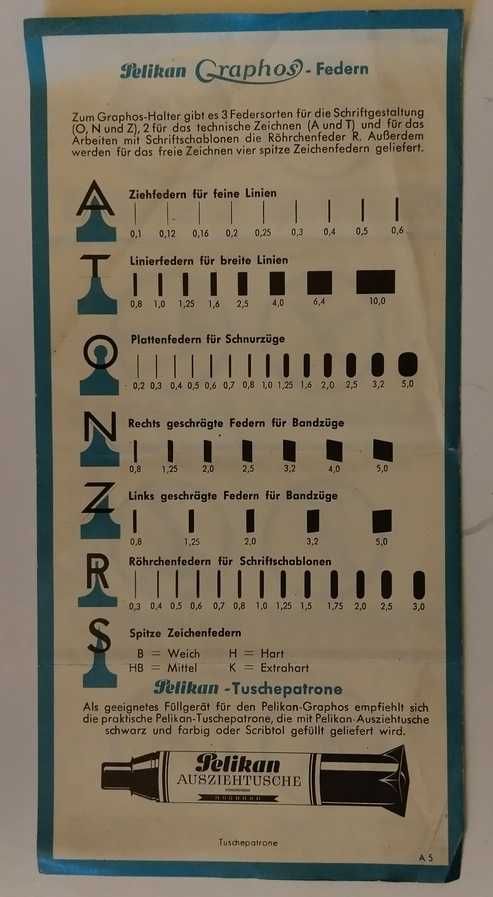 Pelikan Graphos - Federn
Zum Graphos-Halter gibt es 3 Federsorten für die Schriftgestaltung
(O, N und Z), 2 für das technische Zeichnen (A und T) und für das
Arbeiten mit Schriftschablonen die Röhrchenfeder R. Außerdem
werden für das freie Zeichnen vier spitze Zeichenfedern geliefert.
A
Ziehfedern für feine Linien
0,1 0,12 0,16 0,2 0,25 0,3 0,4 0,5 0,6
T
Linierfedern für breite Linien
0,8 1,0 1,25 1,6 2,5 4,0 6,4 10,0
O
Plattenfedern für Schnurzüge
0,2 0,3 0,4 0,5 0,6 0,7 0,8 1,0 1,25 1,6 2,0 2,5 3,2 5,0
N
Rechts geschrägte Federn für Bandzüge
0,8 1,25 2,0 2,5 3,2 4,0 5,0
Z
Links geschrägte Federn für Bandzüge
0,8 1,25 2,0 3,2 5,0
R
Röhrchenfedern für Schriftschablonen
0,3 0,4 0,5 0,6 0,7 0,8 1,0 1,25 1,5 1,75 2,0 2,5 3,0
S
Spitze Zeichenfedern
B = Weich H = Hart
HB = Mittel K = Extrahart
Pelikan - Tuschepatrone
Als geeignetes Füllgerät für den Pelikan-Graphos empfiehlt sich
die praktische Pelikan-Tuschepatrone, die mit Pelikan-Ausziehtusche
schwarz und farbig oder Scribtol gefüllt geliefert wird.
Pelikan
AUSZIEHTUSCHE
Tuschepatrone
A 5